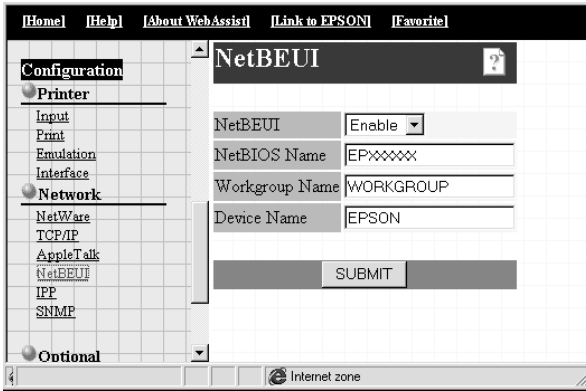 [Home] [Help] [About WebAssist] [Link to EPSON] [Favorite]
Configuration
Printer
Input
Print
Emulation
Interface
Network
NetWare
TCP/IP
AppleTalk
NetBEUI
IPP
SNMP
Optional
NetBEUI ?
NetBEUI Enable
NetBIOS Name EPXXXXXX
Workgroup Name WORKGROUP
Device Name EPSON
SUBMIT
Internet zone